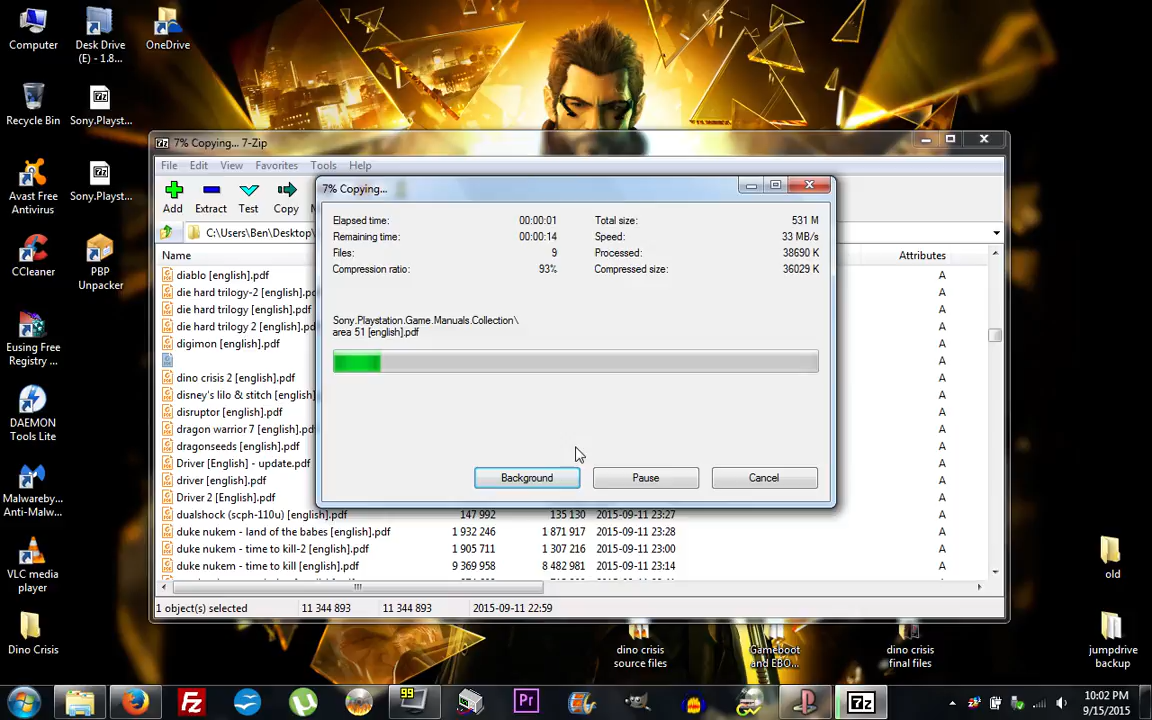 Computer
Desk Drive
(E) - 1.8...
OneDrive
Recycle Bin
Sony.Playst...
Avast Free
Antivirus
Sony.Playst...
CCleaner
PBP
Unpacker
Eusing Free
Registry ...
DAEMON
Tools Lite
Malwareby...
Anti-Malw...
VLC media
player
Dino Crisis
7% Copying... 7-Zip
File Edit View Favorites Tools Help
Add Extract Test Copy
C:\Users\Ben\Desktop\
Name Attributes
diablo [english].pdf A
die hard trilogy-2 [english].pdf A
die hard trilogy [english].pdf A
die hard trilogy 2 [english].pdf A
digimon [english].pdf A
A
dino crisis 2 [english].pdf A
disney's lilo & stitch [english].pdf A
disruptor [english].pdf A
dragon warrior 7 [english].pdf A
dragonseeds [english].pdf A
Driver [English] - update.pdf A
driver [english].pdf A
Driver 2 [English].pdf A
dualshock (scph-110u) [english].pdf 147 992 135 130 2015-09-11 23:27 A
duke nukem - land of the babes [english].pdf 1 932 246 1 871 917 2015-09-11 23:28 A
duke nukem - time to kill-2 [english].pdf 1 905 711 1 307 216 2015-09-11 23:00 A
duke nukem - time to kill [english].pdf 9 369 958 8 482 981 2015-09-11 23:14 A
1 object(s) selected 11 344 893 11 344 893 2015-09-11 22:59
7% Copying...
Elapsed time: 00:00:01 Total size: 531 M
Remaining time: 00:00:14 Speed: 33 MB/s
Files: 9 Processed: 38690 K
Compression ratio: 93% Compressed size: 36029 K
Sony.Playstation.Game.Manuals.Collection\
area 51 [english].pdf
Background Pause Cancel
old
dino crisis
source files
Gameboot
and EBO...
dino crisis
final files
jumpdrive
backup
99
Pr
7z
10:02 PM
9/15/2015